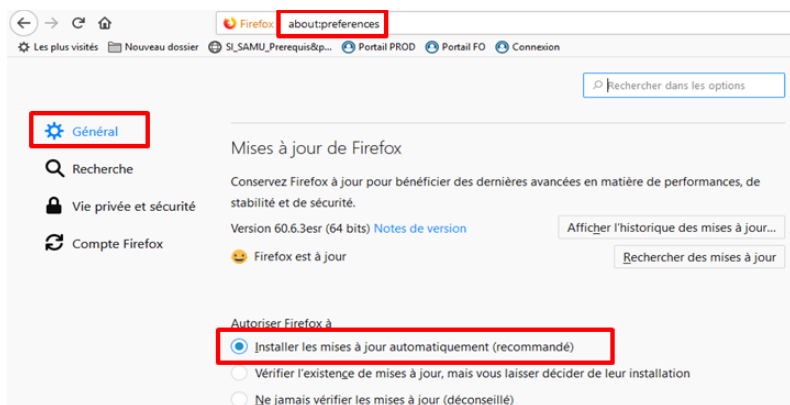 Firefox about:preferences
Les plus visités Nouveau dossier SI_SAMU_Prerequis&p... Portail PROD Portail FO Connexion
Rechercher dans les options
Général
Recherche
Vie privée et sécurité
Compte Firefox
Mises à jour de Firefox
Conservez Firefox à jour pour bénéficier des dernières avancées en matière de performances, de
stabilité et de sécurité.
Version 60.6.3esr (64 bits) Notes de version
Afficher l'historique des mises à jour...
Firefox est à jour
Rechercher des mises à jour
Autoriser Firefox à
Installer les mises à jour automatiquement (recommandé)
Vérifier l'existence de mises à jour, mais vous laisser décider de leur installation
Ne jamais vérifier les mises à jour (déconseillé)